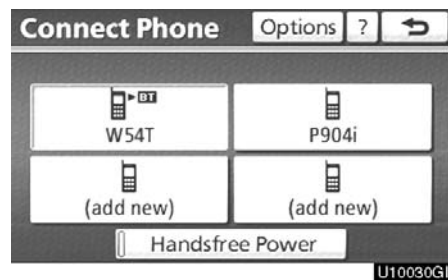 Connect Phone Options ?
BT
W54T P904i
(add new) (add new)
Handsfree Power
U10030GI